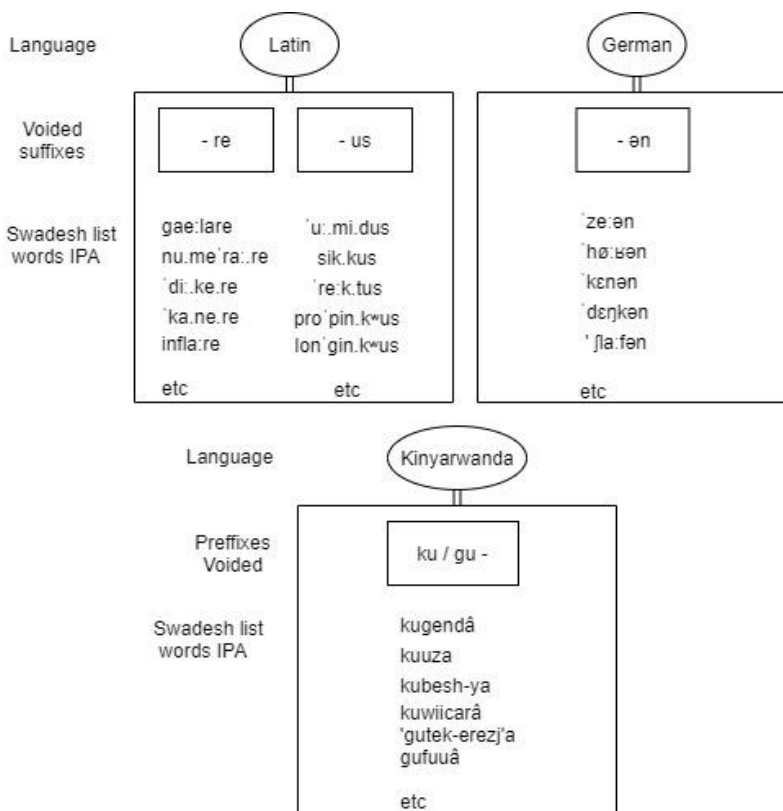 Language
Latin
German
Voided
suffixes
- re
- us
- ən
Swadesh list
words IPA
gae:lare
nu.meˈra:.re
ˈdi:.ke.re
ˈka.ne.re
infla:re
etc
ˈu:.mi.dus
sik.kus
ˈre:k.tus
proˈpin.kʷus
lonˈgin.kʷus
etc
ˈze:ən
ˈhø:ʁən
ˈkɛnən
ˈdɛŋkən
' ʃla:fən
etc
Language
Kinyarwanda
Preffixes
Voided
ku / gu -
Swadesh list
words IPA
kugendâ
kuuza
kubesh-ya
kuwiicarâ
'gutek-erezj'a
gufuuâ
etc